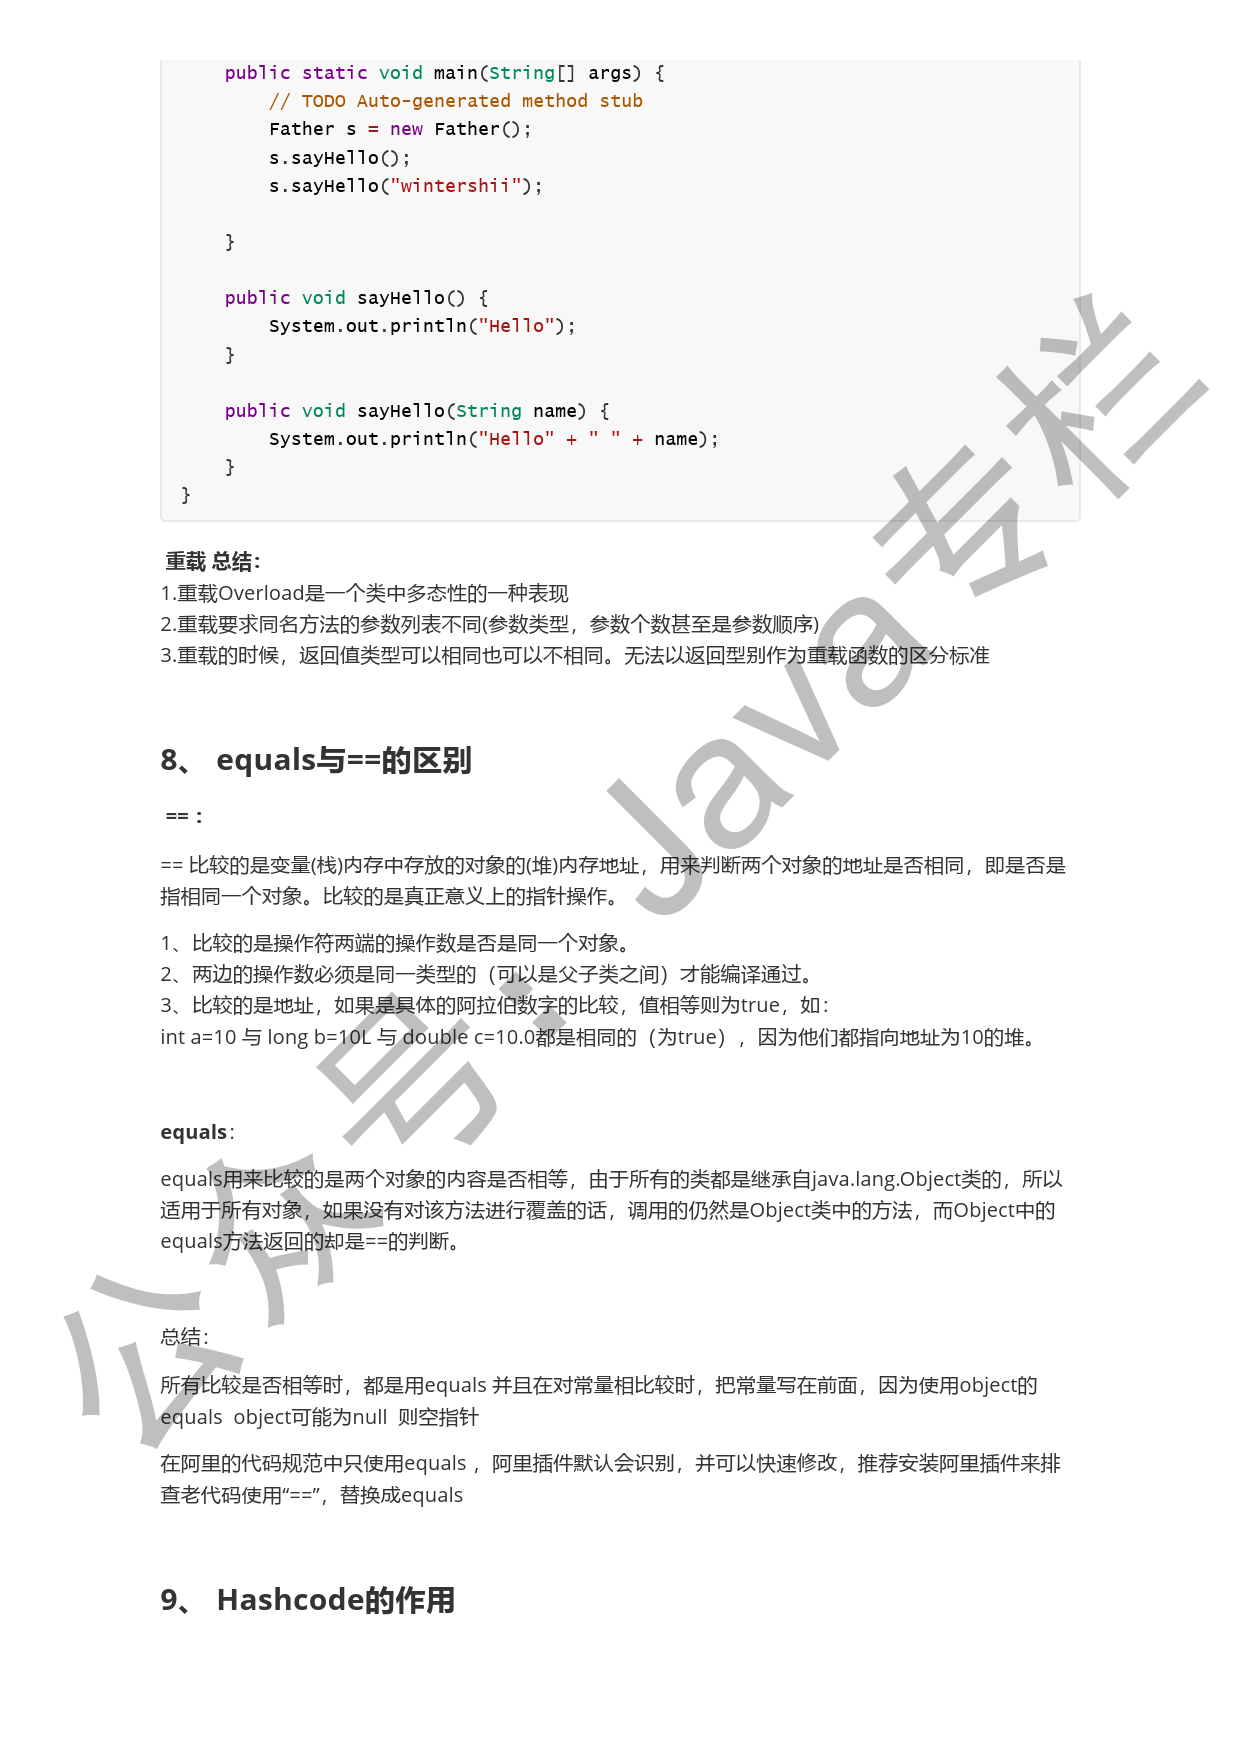 public static void main(String[] args) {
// TODO Auto-generated method stub
Father s = new Father();
s.sayHello();
s.sayHello("wintershii");
}
public void sayHello() {
System.out.println("Hello");
}
public void sayHello(String name) {
System.out.println("Hello" + " " + name);
}
}
重载 总结：
1.重载Overload是一个类中多态性的一种表现
2.重载要求同名方法的参数列表不同(参数类型，参数个数甚至是参数顺序)
3.重载的时候，返回值类型可以相同也可以不相同。无法以返回型别作为重载函数的区分标准
8、 equals与==的区别
== ：
== 比较的是变量(栈)内存中存放的对象的(堆)内存地址，用来判断两个对象的地址是否相同，即是否是
指相同一个对象。比较的是真正意义上的指针操作。
1、比较的是操作符两端的操作数是否是同一个对象。
2、两边的操作数必须是同一类型的（可以是父子类之间）才能编译通过。
3、比较的是地址，如果是具体的阿拉伯数字的比较，值相等则为true，如：
int a=10 与 long b=10L 与 double c=10.0都是相同的（为true），因为他们都指向地址为10的堆。
equals：
equals用来比较的是两个对象的内容是否相等，由于所有的类都是继承自java.lang.Object类的，所以
适用于所有对象，如果没有对该方法进行覆盖的话，调用的仍然是Object类中的方法，而Object中的
equals方法返回的却是==的判断。
总结：
所有比较是否相等时，都是用equals 并且在对常量相比较时，把常量写在前面，因为使用object的
equals object可能为null 则空指针
在阿里的代码规范中只使用equals ，阿里插件默认会识别，并可以快速修改，推荐安装阿里插件来排
查老代码使用“==”，替换成equals
9、 Hashcode的作用
公众号：Java专栏